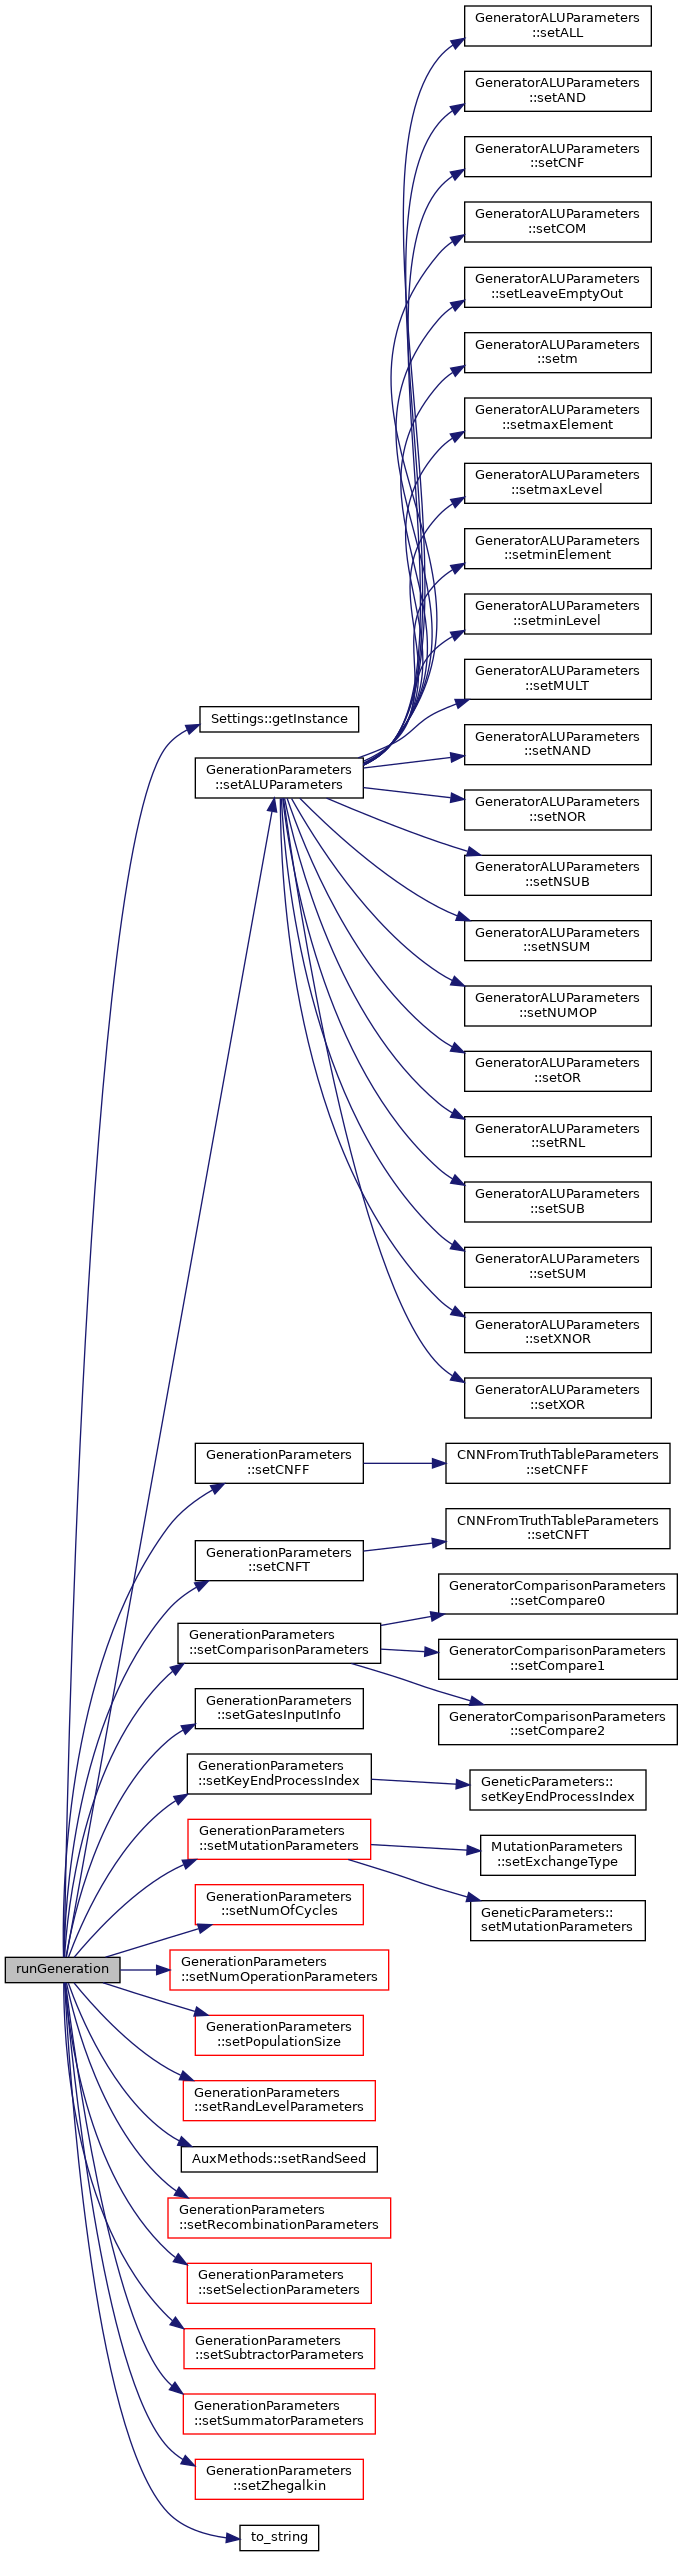 GeneratorALUParameters
::setALL
GeneratorALUParameters
::setAND
GeneratorALUParameters
::setCNF
GeneratorALUParameters
::setCOM
GeneratorALUParameters
::setLeaveEmptyOut
GeneratorALUParameters
::setm
GeneratorALUParameters
::setmaxElement
GeneratorALUParameters
::setmaxLevel
GeneratorALUParameters
::setminElement
GeneratorALUParameters
::setminLevel
GeneratorALUParameters
::setMULT
Settings::getInstance
GeneratorALUParameters
::setNAND
GenerationParameters
::setALUParameters
GeneratorALUParameters
::setNOR
GeneratorALUParameters
::setNSUB
GeneratorALUParameters
::setNSUM
GeneratorALUParameters
::setNUMOP
GeneratorALUParameters
::setOR
GeneratorALUParameters
::setRNL
GeneratorALUParameters
::setSUB
GeneratorALUParameters
::setSUM
GeneratorALUParameters
::setXNOR
GeneratorALUParameters
::setXOR
GenerationParameters
::setCNFF
CNNFromTruthTableParameters
::setCNFF
GenerationParameters
::setCNFT
CNNFromTruthTableParameters
::setCNFT
GenerationParameters
::setComparisonParameters
GeneratorComparisonParameters
::setCompare0
GeneratorComparisonParameters
::setCompare1
GeneratorComparisonParameters
::setCompare2
GenerationParameters
::setGatesInputInfo
GenerationParameters
::setKeyEndProcessIndex
GeneticParameters::
setKeyEndProcessIndex
GenerationParameters
::setMutationParameters
MutationParameters
::setExchangeType
GeneticParameters::
setMutationParameters
GenerationParameters
::setNumOfCycles
runGeneration
GenerationParameters
::setNumOperationParameters
GenerationParameters
::setPopulationSize
GenerationParameters
::setRandLevelParameters
AuxMethods::setRandSeed
GenerationParameters
::setRecombinationParameters
GenerationParameters
::setSelectionParameters
GenerationParameters
::setSubtractorParameters
GenerationParameters
::setSummatorParameters
GenerationParameters
::setZhegalkin
to_string